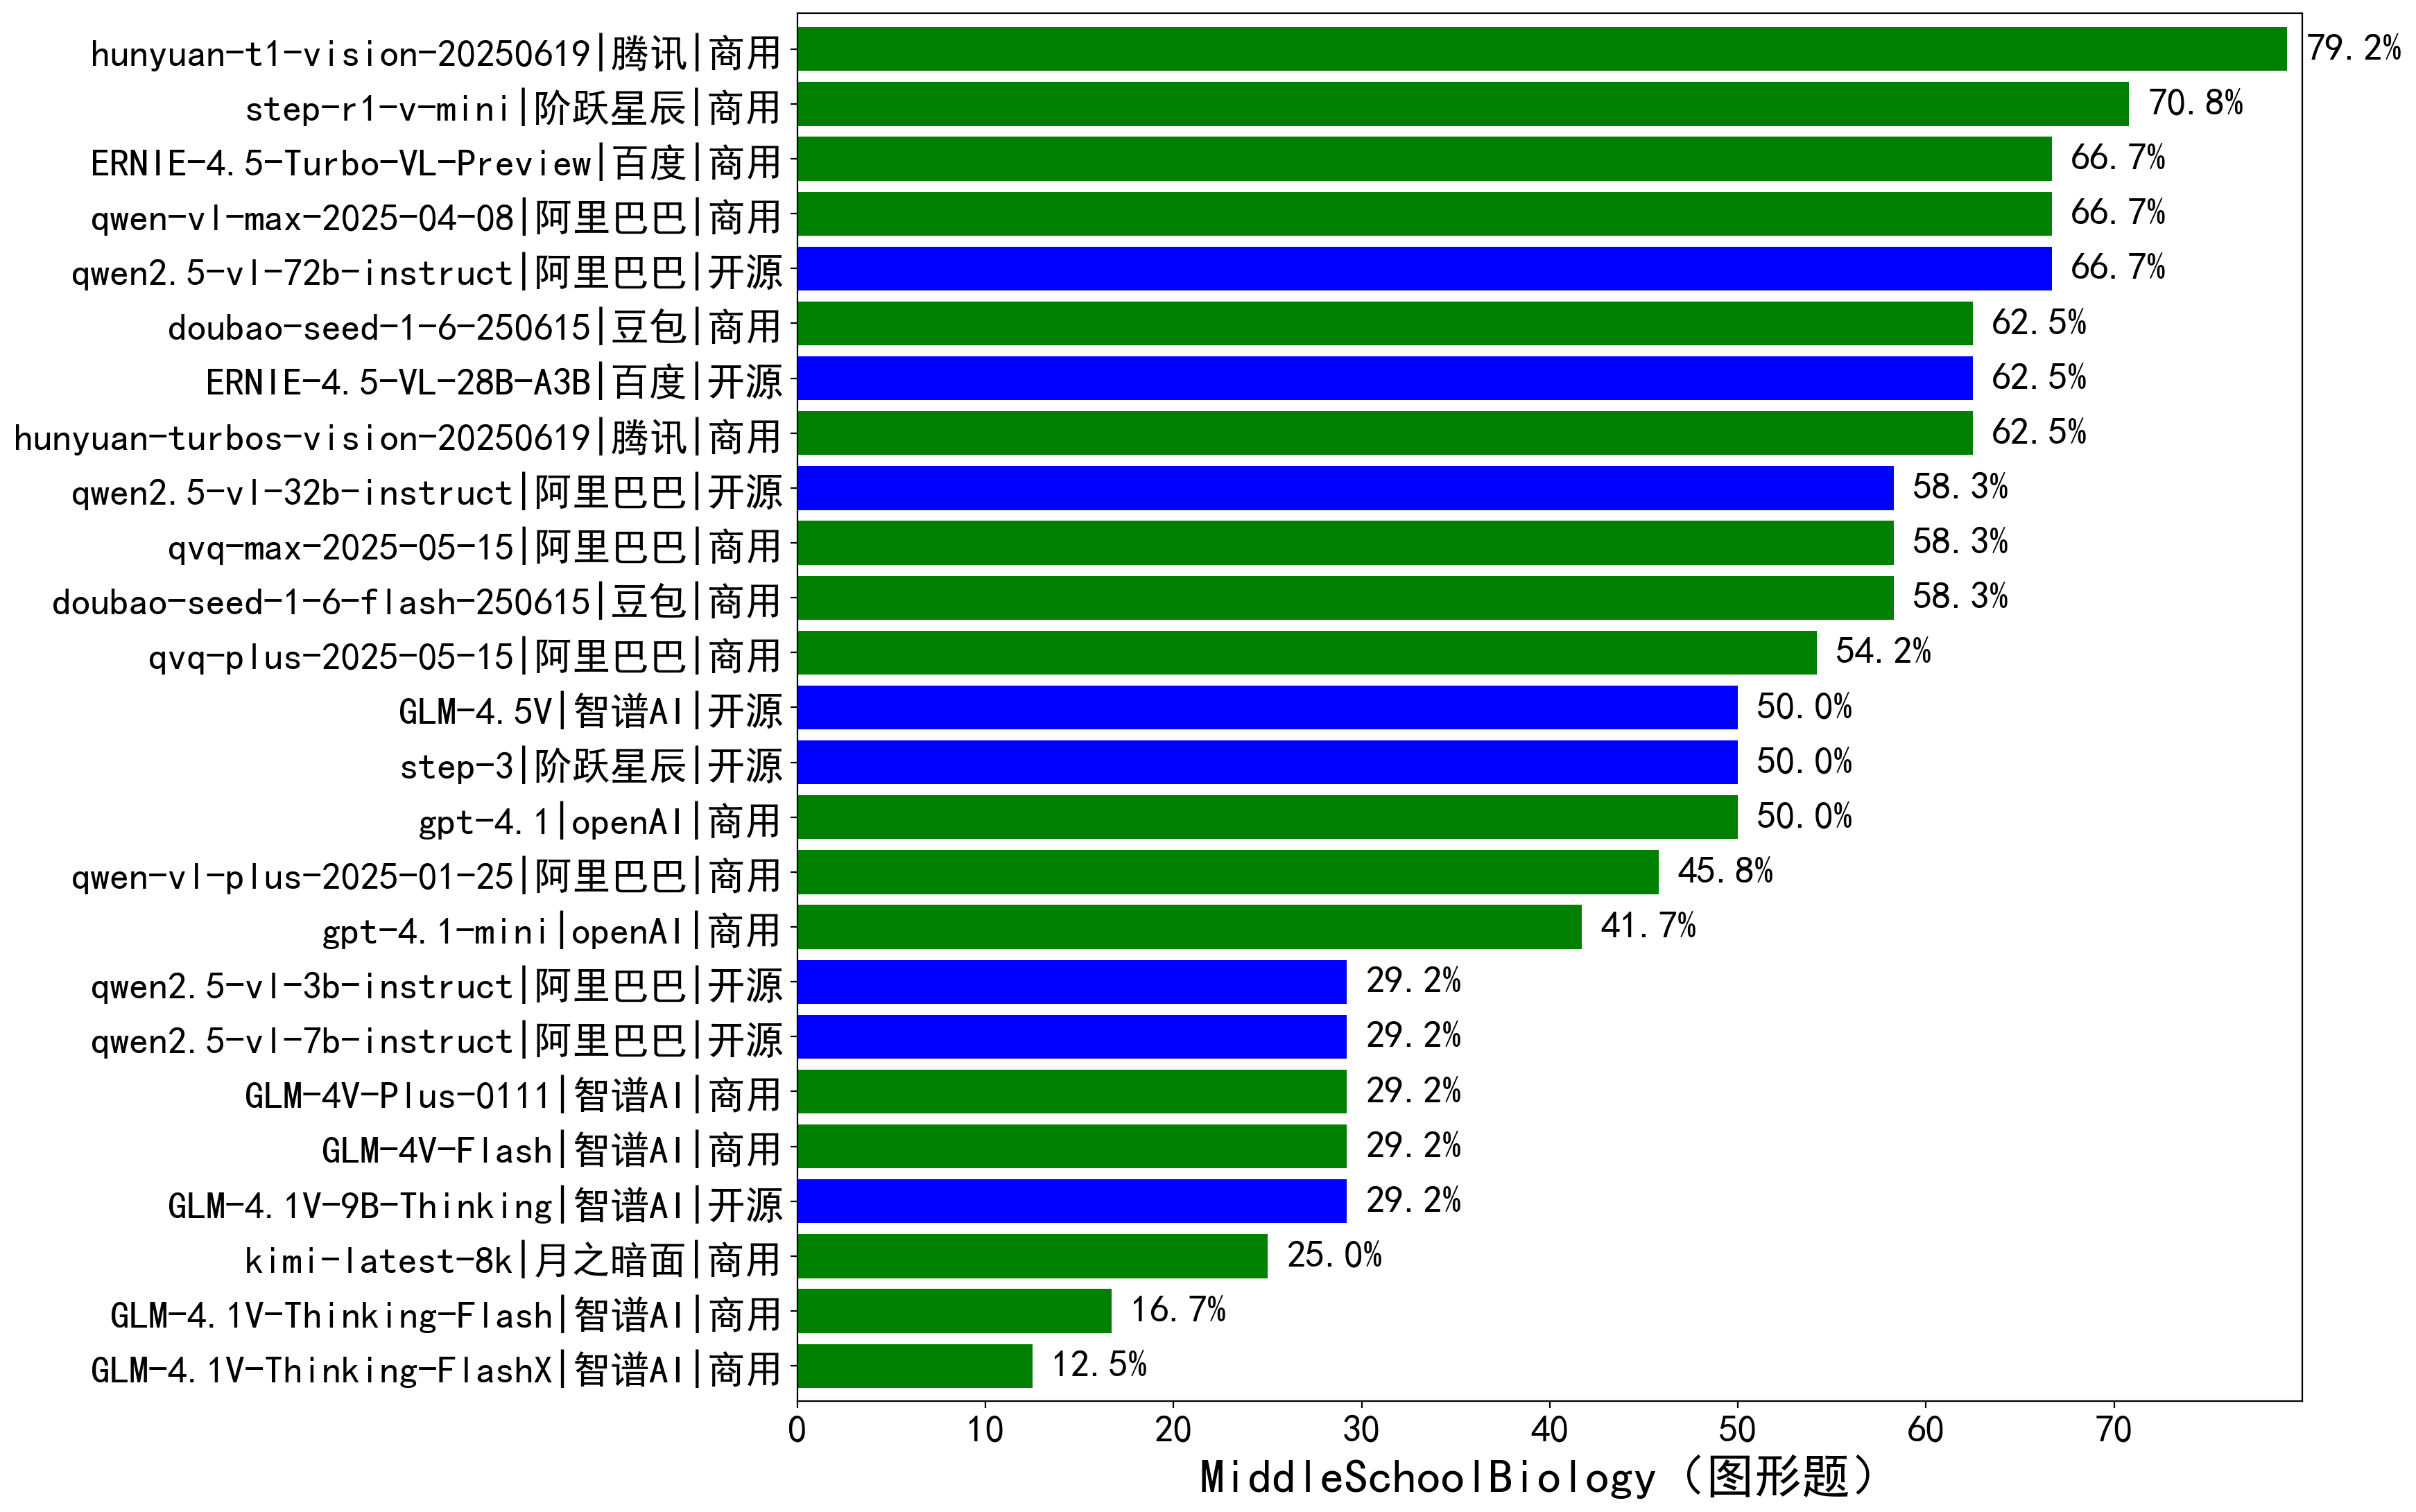 hunyuan-t1-vision-20250619|腾讯|商用 79.2%
step-r1-v-mini|阶跃星辰|商用 70.8%
ERNIE-4.5-Turbo-VL-Preview|百度|商用 66.7%
qwen-vl-max-2025-04-08|阿里巴巴|商用 66.7%
qwen2.5-vl-72b-instruct|阿里巴巴|开源 66.7%
doubao-seed-1-6-250615|豆包|商用 62.5%
ERNIE-4.5-VL-28B-A3B|百度|开源 62.5%
hunyuan-turbos-vision-20250619|腾讯|商用 62.5%
qwen2.5-vl-32b-instruct|阿里巴巴|开源 58.3%
qvq-max-2025-05-15|阿里巴巴|商用 58.3%
doubao-seed-1-6-flash-250615|豆包|商用 58.3%
qvq-plus-2025-05-15|阿里巴巴|商用 54.2%
GLM-4.5V|智谱AI|开源 50.0%
step-3|阶跃星辰|开源 50.0%
gpt-4.1|openAI|商用 50.0%
qwen-vl-plus-2025-01-25|阿里巴巴|商用 45.8%
gpt-4.1-mini|openAI|商用 41.7%
qwen2.5-vl-3b-instruct|阿里巴巴|开源 29.2%
qwen2.5-vl-7b-instruct|阿里巴巴|开源 29.2%
GLM-4V-Plus-0111|智谱AI|商用 29.2%
GLM-4V-Flash|智谱AI|商用 29.2%
GLM-4.1V-9B-Thinking|智谱AI|开源 29.2%
kimi-latest-8k|月之暗面|商用 25.0%
GLM-4.1V-Thinking-Flash|智谱AI|商用 16.7%
GLM-4.1V-Thinking-FlashX|智谱AI|商用 12.5%
0 10 20 30 40 50 60 70
MiddleSchoolBiology（图形题）